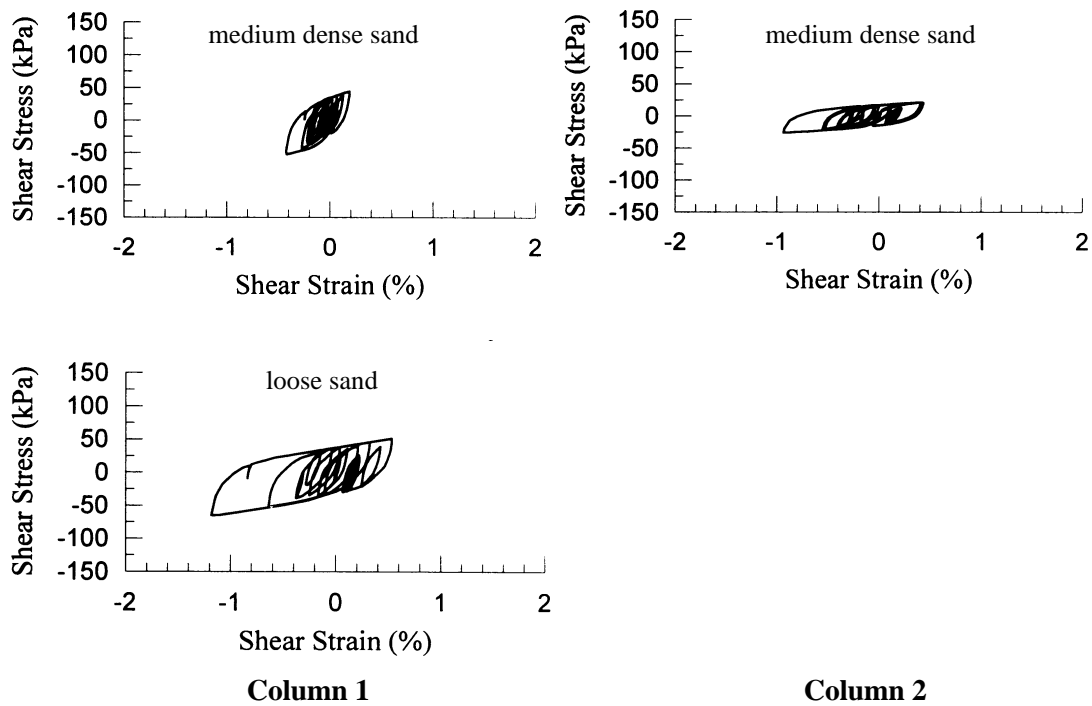 medium dense sand
Shear Stress (kPa)
150
100
50
0
-50
-100
-150
-2 -1 0 1 2
Shear Strain (%)
medium dense sand
Shear Stress (kPa)
150
100
50
0
-50
-100
-150
-2 -1 0 1 2
Shear Strain (%)
loose sand
Shear Stress (kPa)
150
100
50
0
-50
-100
-150
-2 -1 0 1 2
Shear Strain (%)
Column 1
Column 2